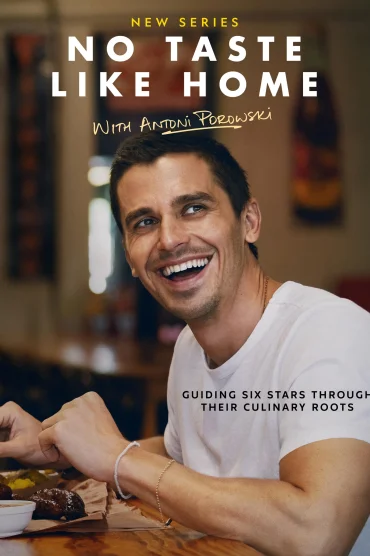 NEW SERIES
NO TASTE
LIKE HOME
WITH ANTONI POROWSKI
GUIDING SIX STARS THROUGH
THEIR CULINARY ROOTS